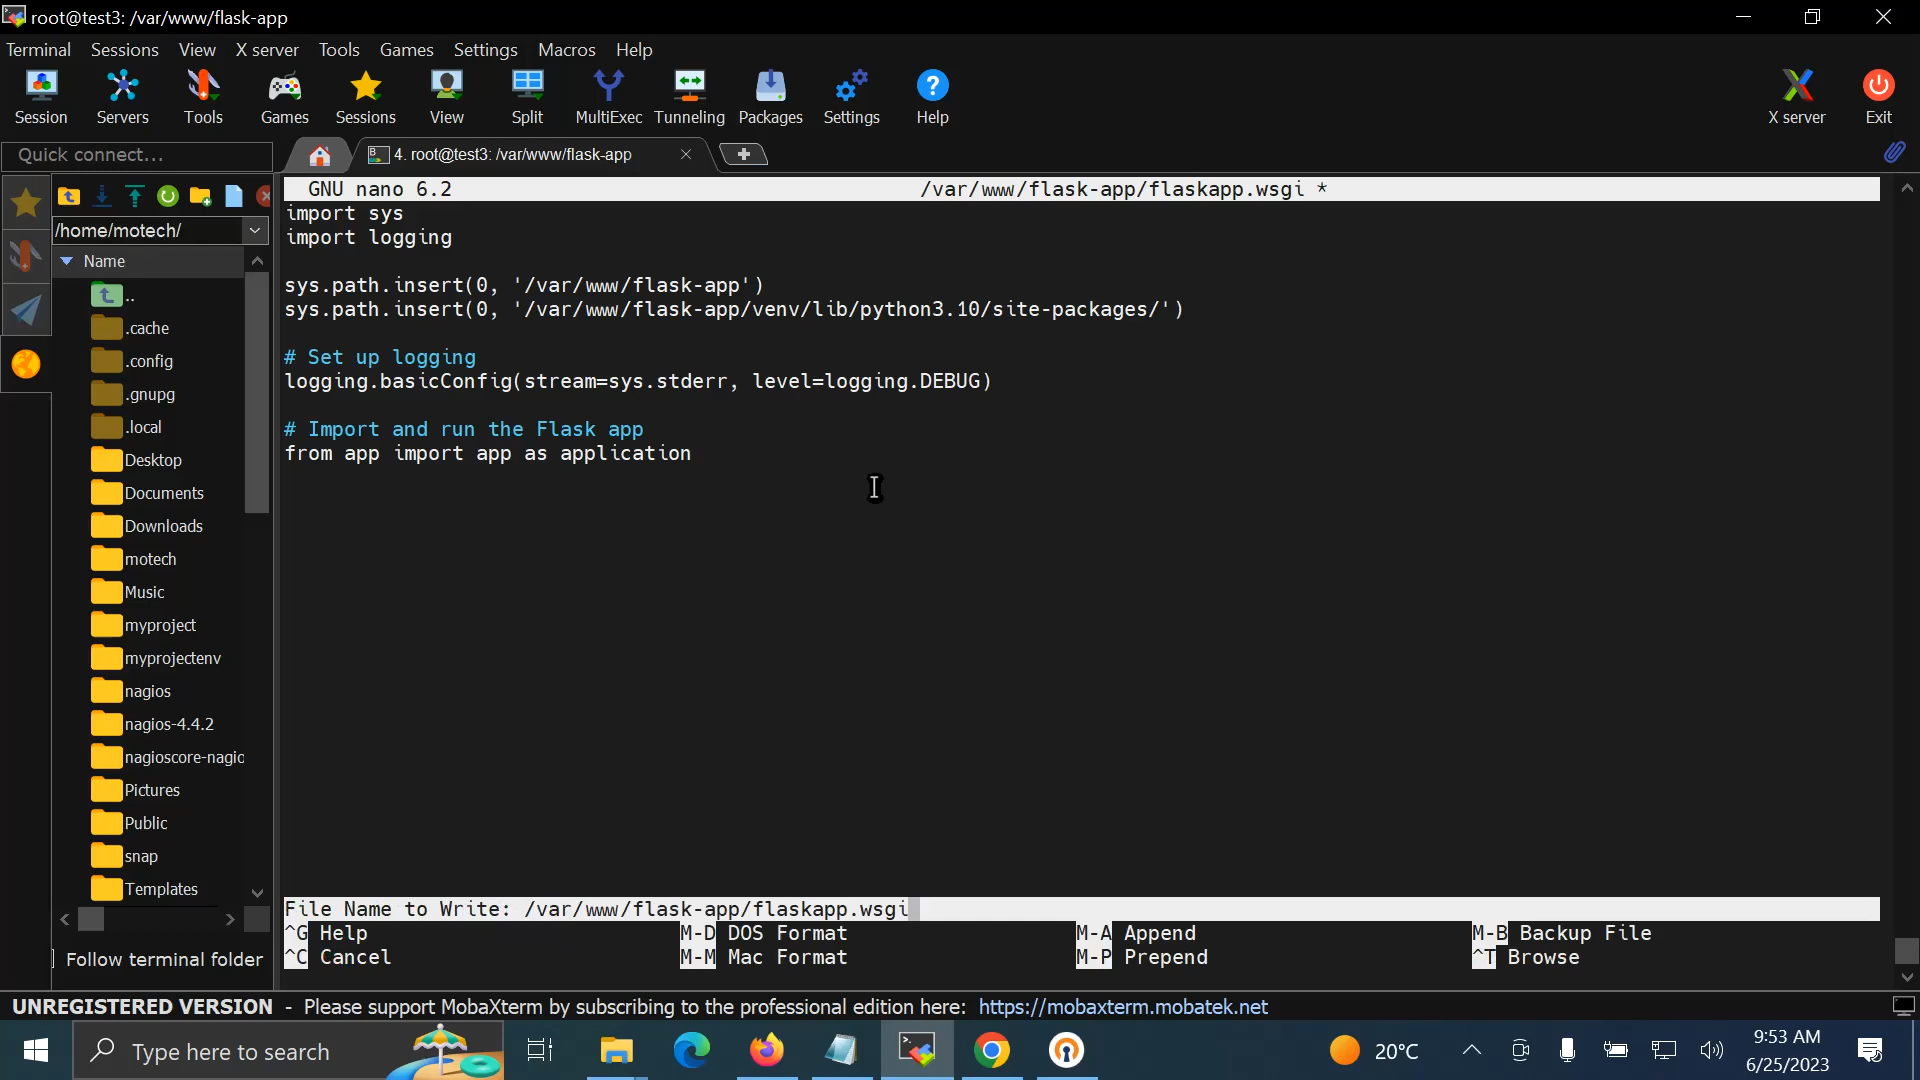 root@test3: /var/www/flask-app
Terminal Sessions View X server Tools Games Settings Macros Help
Session Servers Tools Games Sessions View Split MultiExec Tunneling Packages Settings Help X server Exit
Quick connect...
4. root@test3: /var/www/flask-app
/home/motech/
Name
..
.cache
.config
.gnupg
.local
Desktop
Documents
Downloads
motech
Music
myproject
myprojectenv
nagios
nagios-4.4.2
nagioscore-nagio
Pictures
Public
snap
Templates
Follow terminal folder
GNU nano 6.2 /var/www/flask-app/flaskapp.wsgi *
import sys
import logging
sys.path.insert(0, '/var/www/flask-app')
sys.path.insert(0, '/var/www/flask-app/venv/lib/python3.10/site-packages/')
# Set up logging
logging.basicConfig(stream=sys.stderr, level=logging.DEBUG)
# Import and run the Flask app
from app import app as application
File Name to Write: /var/www/flask-app/flaskapp.wsgi
^G Help M-D DOS Format M-A Append M-B Backup File
^C Cancel M-M Mac Format M-P Prepend ^T Browse
UNREGISTERED VERSION - Please support MobaXterm by subscribing to the professional edition here: https://mobaxterm.mobatek.net
Type here to search
20°C
9:53 AM
6/25/2023